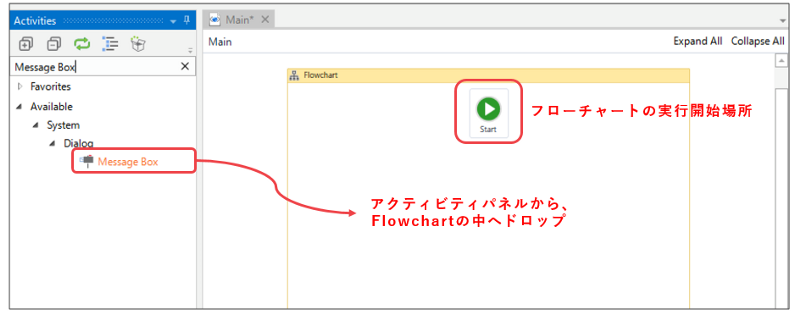 Activities
Main*
Main
Expand All Collapse All
Message Box
Favorites
Available
System
Dialog
Message Box
Flowchart
Start
フローチャートの実行開始場所
アクティビティパネルから、
Flowchartの中へドロップ